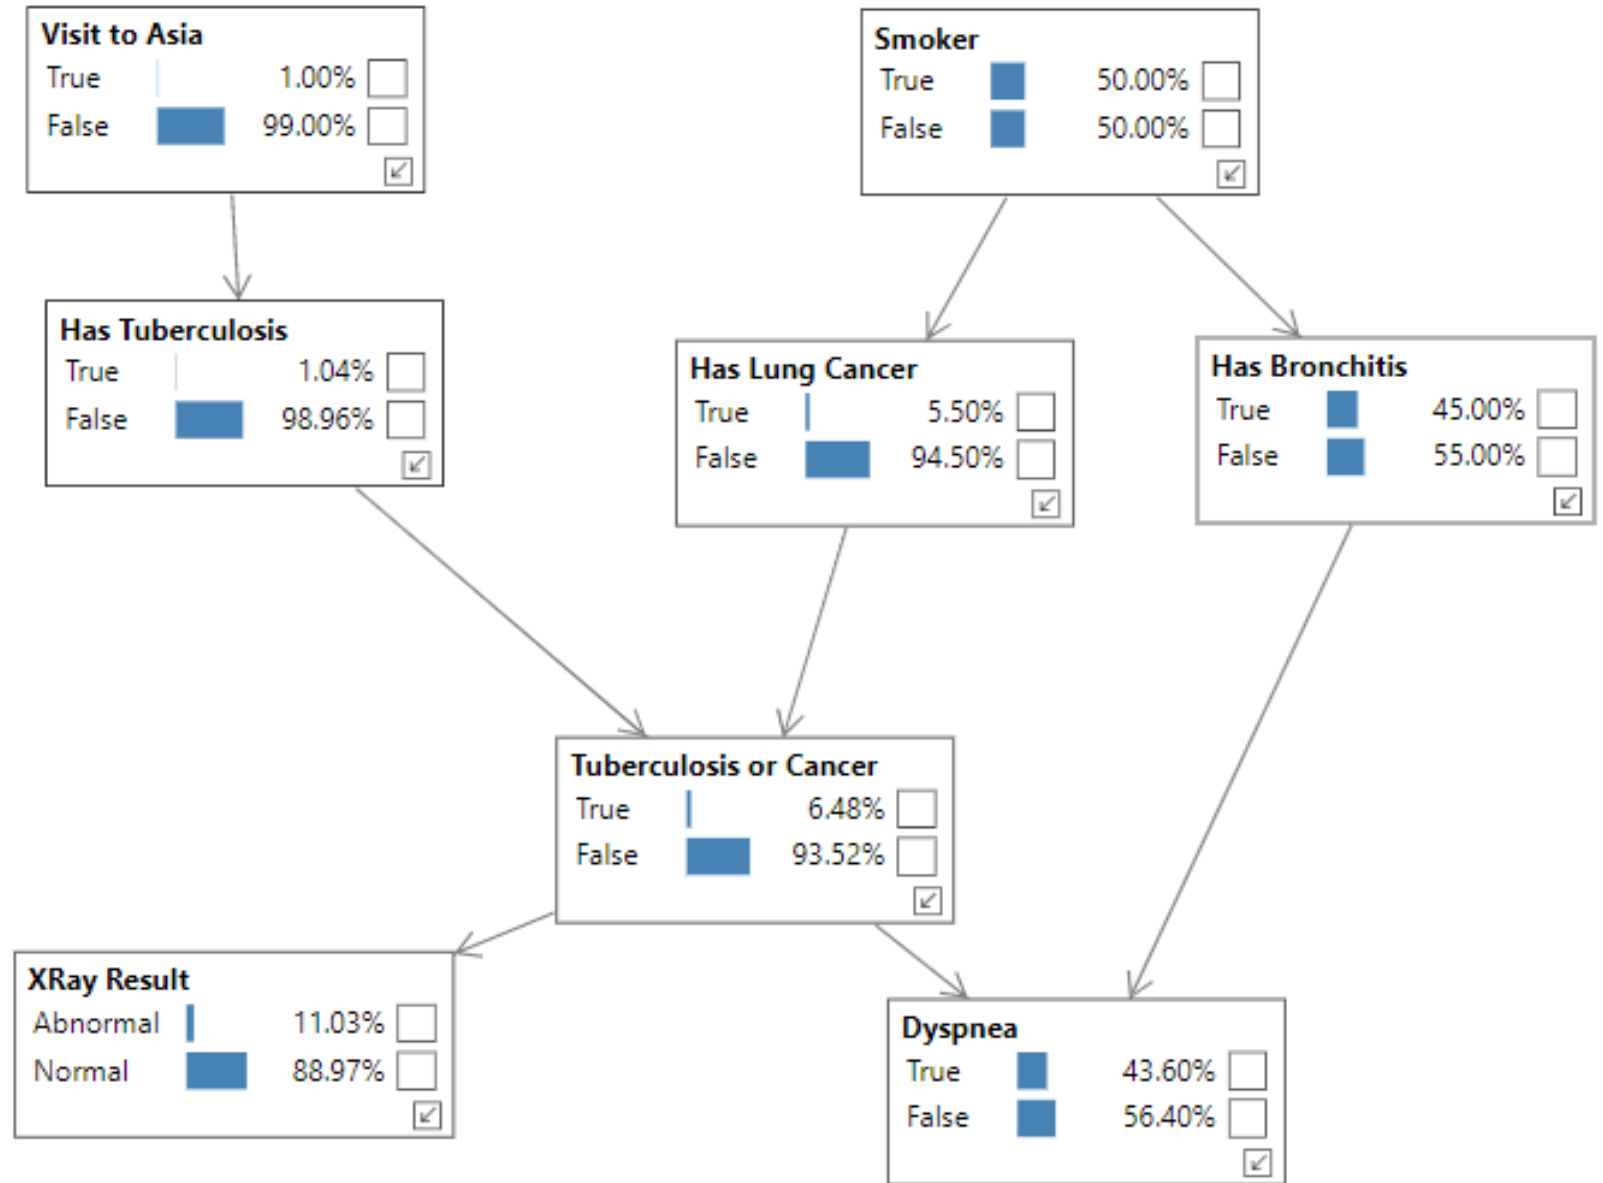 Visit to Asia
True 1.00%
False 99.00%
Smoker
True 50.00%
False 50.00%
Has Tuberculosis
True 1.04%
False 98.96%
Has Lung Cancer
True 5.50%
False 94.50%
Has Bronchitis
True 45.00%
False 55.00%
Tuberculosis or Cancer
True 6.48%
False 93.52%
XRay Result
Abnormal 11.03%
Normal 88.97%
Dyspnea
True 43.60%
False 56.40%